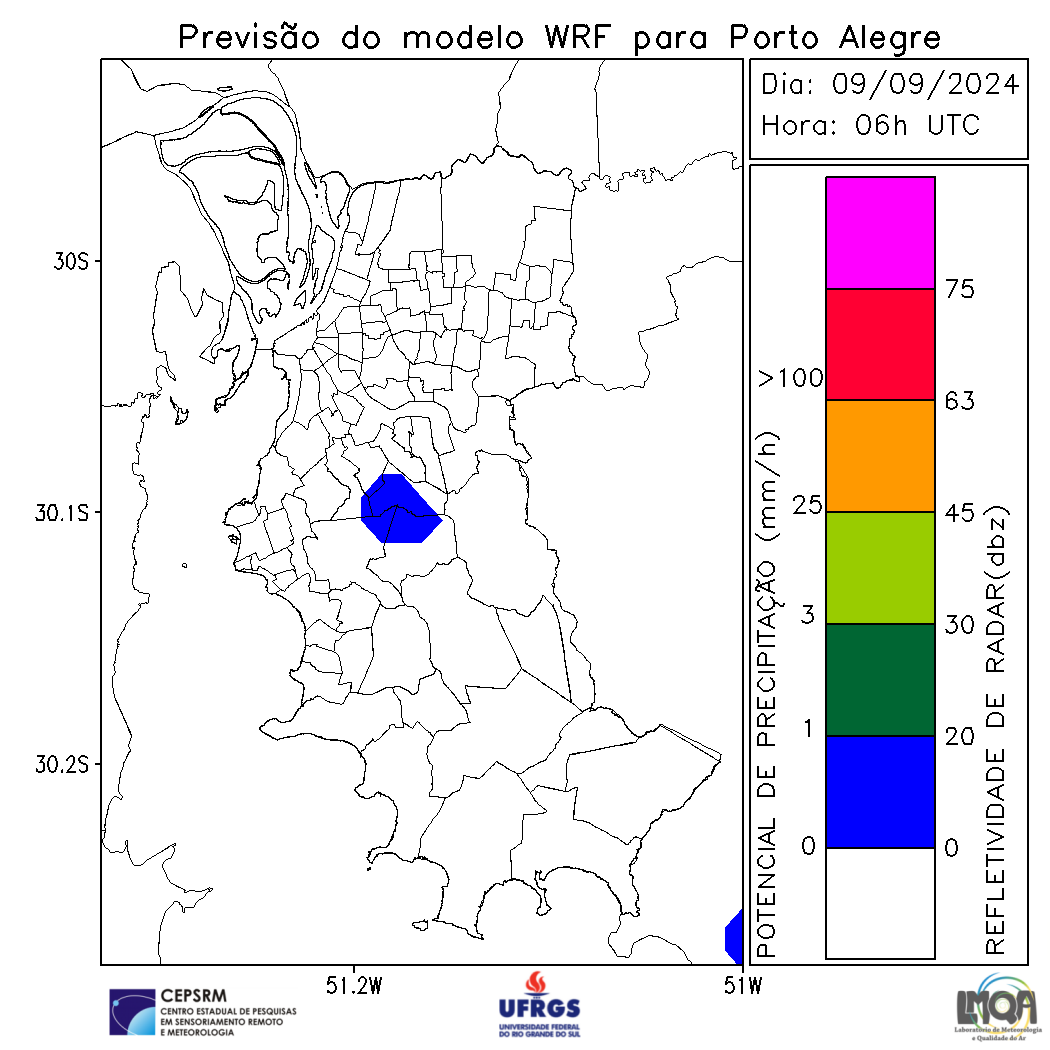 Previsão do modelo WRF para Porto Alegre
Dia: 09/09/2024
Hora: 06h UTC
30S
30.1S
30.2S
51.2W
51W
POTENCIAL DE PRECIPITAÇÃO (mm/h)
>100
25
3
1
0
75
63
45
30
20
0
REFLETIVIDADE DE RADAR(dbz)
CEPSRM
CENTRO ESTADUAL DE PESQUISAS
EM SENSORIAMENTO REMOTO
E METEOROLOGIA
UFRGS
UNIVERSIDADE FEDERAL
DO RIO GRANDE DO SUL
LMQA
Laboratório de Meteorologia
e Qualidade do Ar